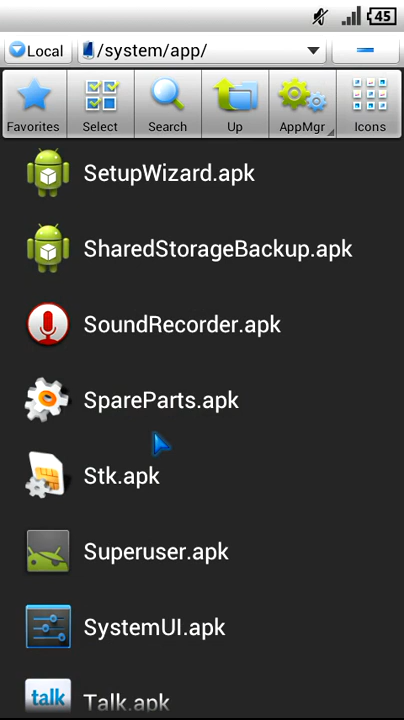 45
Local
/system/app/
Favorites
Select
Search
Up
AppMgr
Icons
SetupWizard.apk
SharedStorageBackup.apk
SoundRecorder.apk
SpareParts.apk
Stk.apk
Superuser.apk
SystemUI.apk
talk
Talk.apk